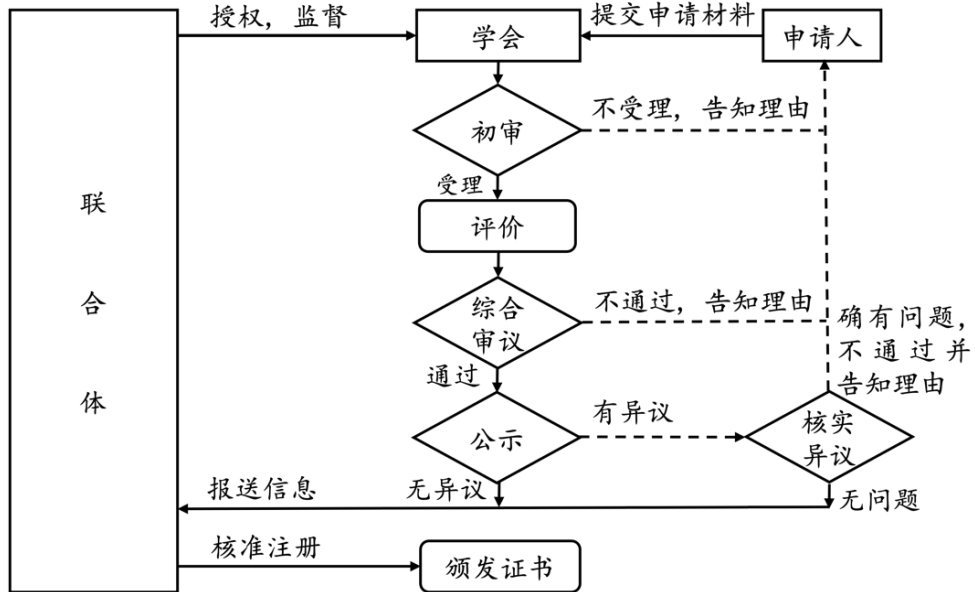 授权，监督
学会
提交申请材料
申请人
初审
不受理，告知理由
受理
评价
联
合
体
综合
审议
不通过，告知理由
确有问题，
不通过并
告知理由
通过
公示
有异议
核实
异议
报送信息
无异议
无问题
核准注册
颁发证书